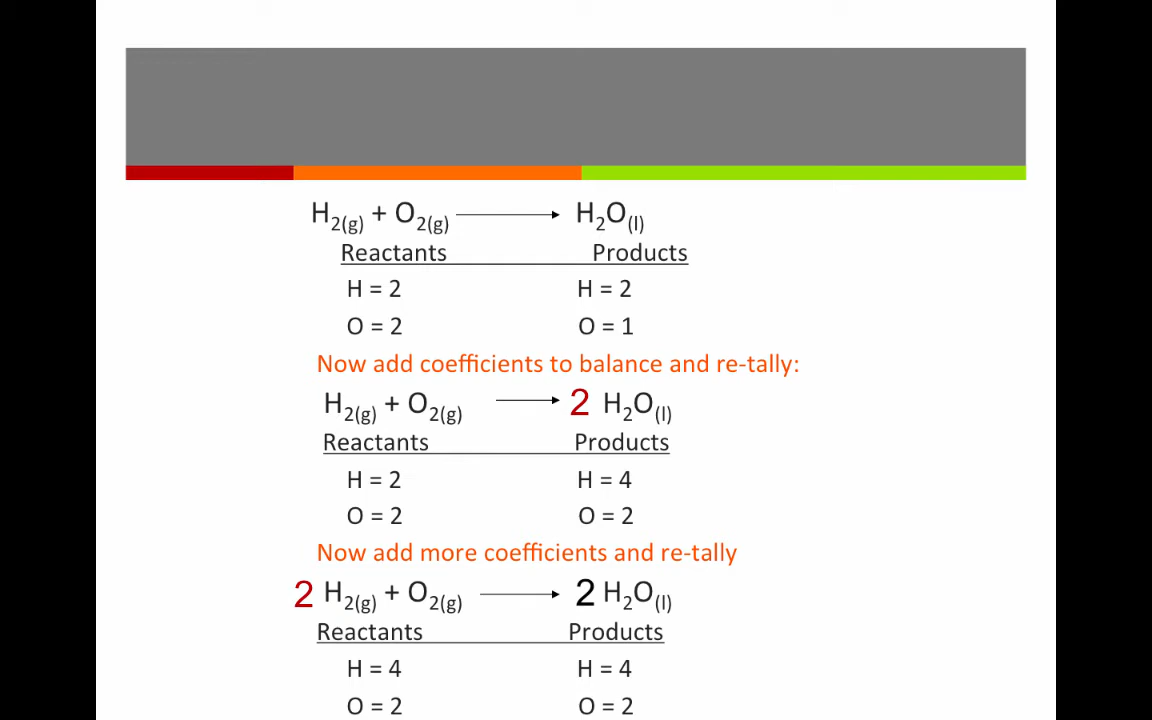 H₂(g) + O₂(g) ⟶ H₂O(l)
Reactants Products
H = 2 H = 2
O = 2 O = 1
Now add coefficients to balance and re-tally:
H₂(g) + O₂(g) ⟶ 2 H₂O(l)
Reactants Products
H = 2 H = 4
O = 2 O = 2
Now add more coefficients and re-tally
2 H₂(g) + O₂(g) ⟶ 2 H₂O(l)
Reactants Products
H = 4 H = 4
O = 2 O = 2